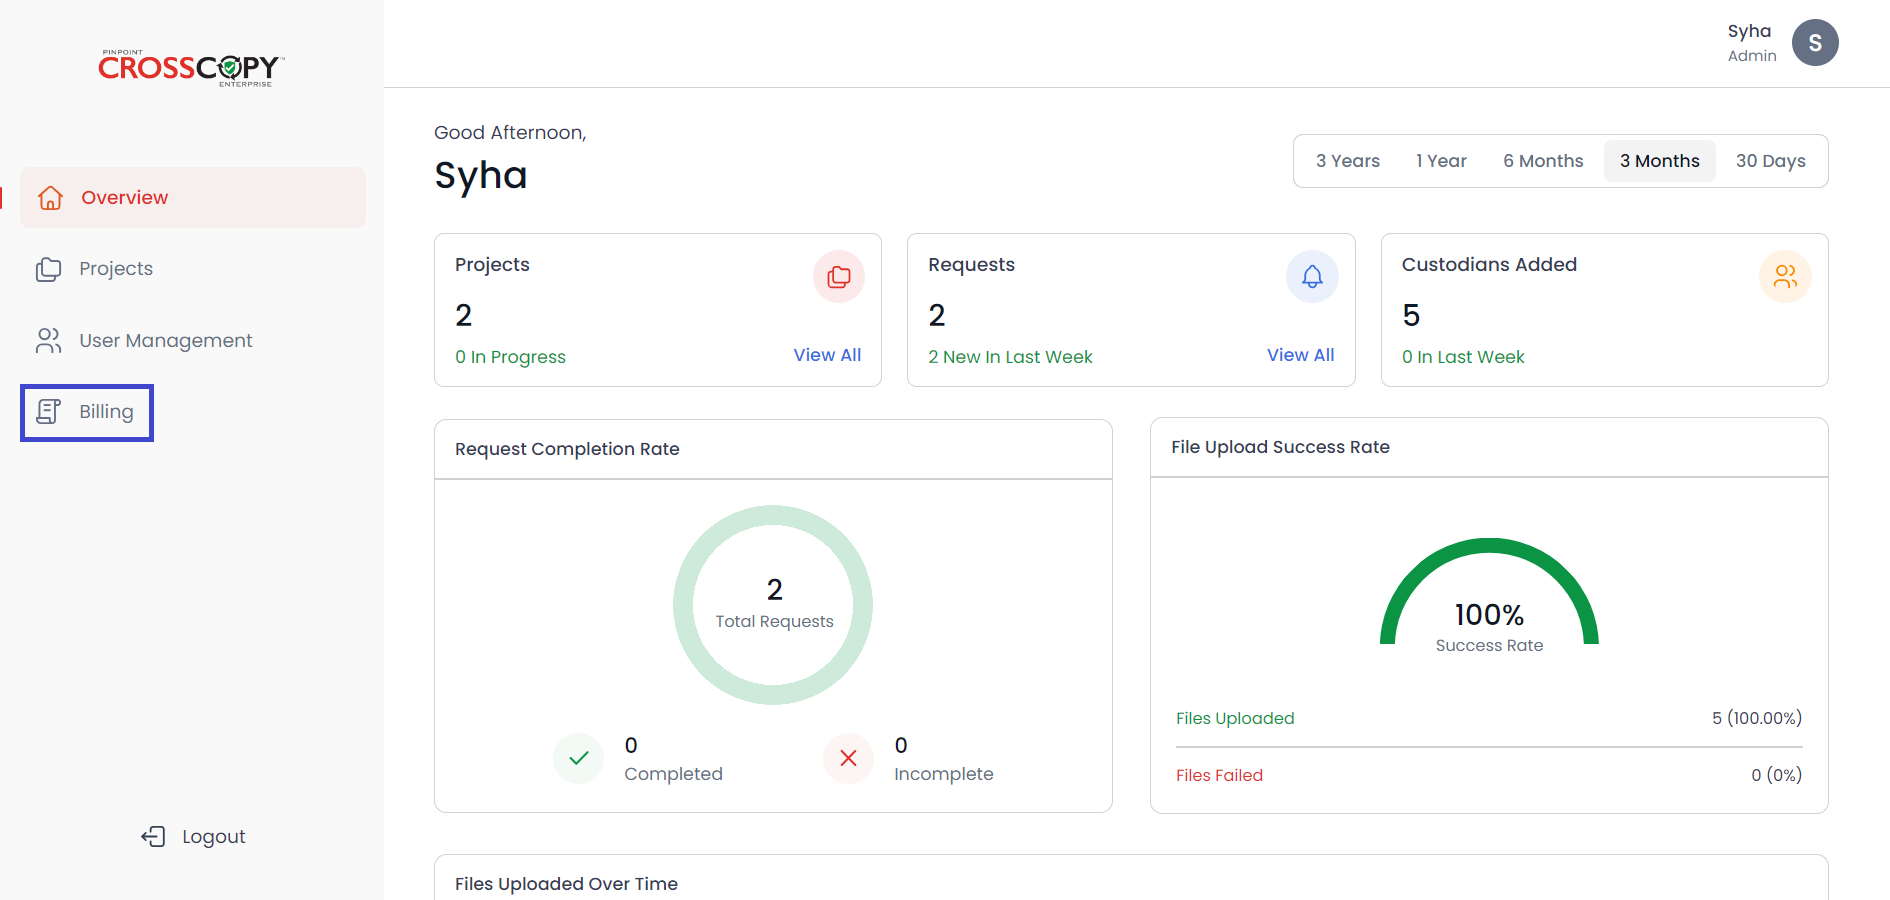 PINPOINT
CROSSCOPY™
ENTERPRISE
Overview
Projects
User Management
Billing
Logout
Syha
Admin
S
Good Afternoon,
Syha
3 Years 1 Year 6 Months 3 Months 30 Days
Projects
2
0 In Progress View All
Requests
2
2 New In Last Week View All
Custodians Added
5
0 In Last Week
Request Completion Rate
2
Total Requests
0
Completed
0
Incomplete
File Upload Success Rate
100%
Success Rate
Files Uploaded 5 (100.00%)
Files Failed 0 (0%)
Files Uploaded Over Time